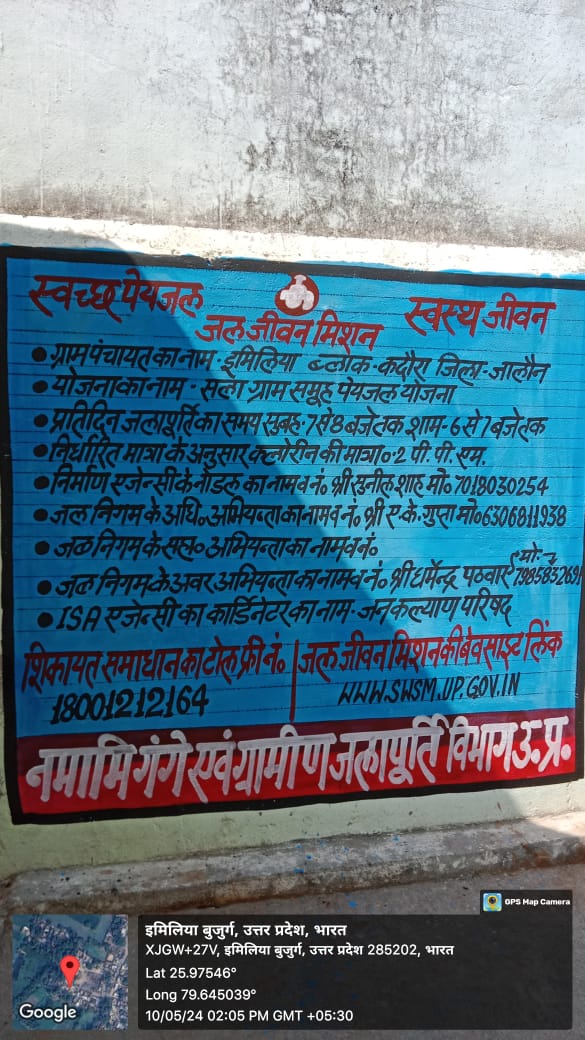 स्वच्छ पेयजल
स्वस्थ जीवन
जल जीवन मिशन
• ग्राम पंचायत का नाम - इमिलिया ब्लाक - कदौरा जिला - जालौन
• योजना का नाम - सला ग्राम समूह पेयजल योजना
• प्रतिदिन जलापूर्ति का समय सुबह - 7 से 8 बजे तक शाम - 6 से 7 बजे तक
• निर्धारित मात्रा के अनुसार क्लोरीन की मात्रा 0.2 पी. पी. एम.
• निर्माण एजेन्सी के नोडल का नाम व नं. श्री सुनील शाह मो० 7018030254
• जल निगम के अधि. अभियन्ता का नाम व नं. श्री ए. के. गुप्ता मो० 6306811938
• जल निगम के सहा० अभियन्ता का नाम व नं.
• जल निगम के अवर अभियन्ता का नाम व नं. श्री धर्मेन्द्र पठवार मो:- 798583269
• ISA एजेन्सी का कार्डिनेटर का नाम - जन कल्याण परिषद
शिकायत समाधान का टोल फ्री नं.
18001212164
जल जीवन मिशन की बेवसाइट लिंक
WWW.SWSM.UP.GOV.IN
नमामि गंगे एवं ग्रामीण जलापूर्ति विभाग उ. प्र.
GPS Map Camera
इमिलिया बुजुर्ग, उत्तर प्रदेश, भारत
XJGW+27V, इमिलिया बुजुर्ग, उत्तर प्रदेश 285202, भारत
Lat 25.97546°
Long 79.645039°
10/05/24 02:05 PM GMT +05:30
Google